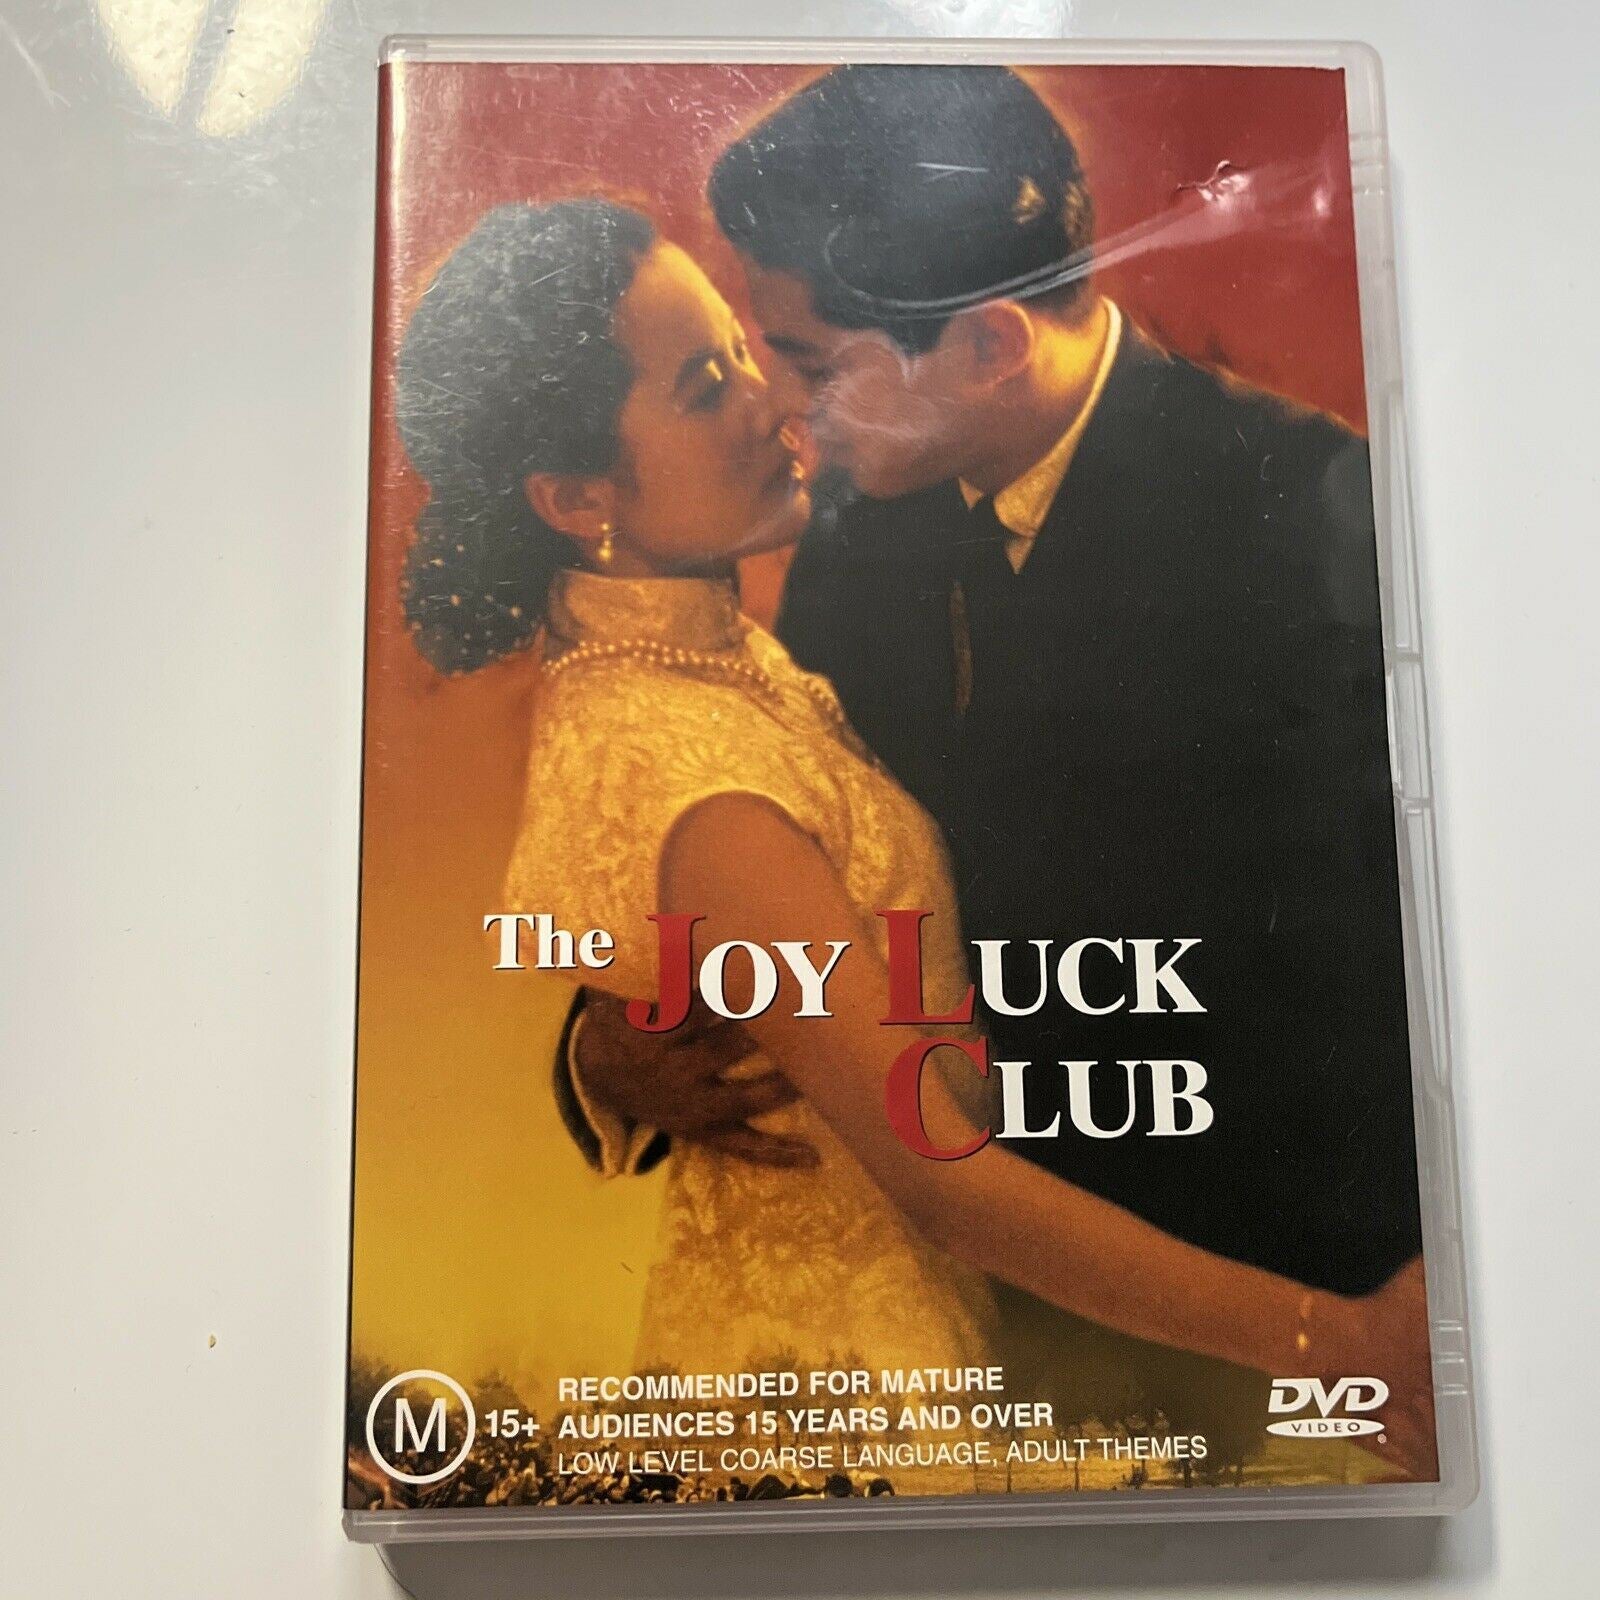 The JOY LUCK
CLUB
M 15+
RECOMMENDED FOR MATURE
AUDIENCES 15 YEARS AND OVER
LOW LEVEL COARSE LANGUAGE, ADULT THEMES
DVD
VIDEO